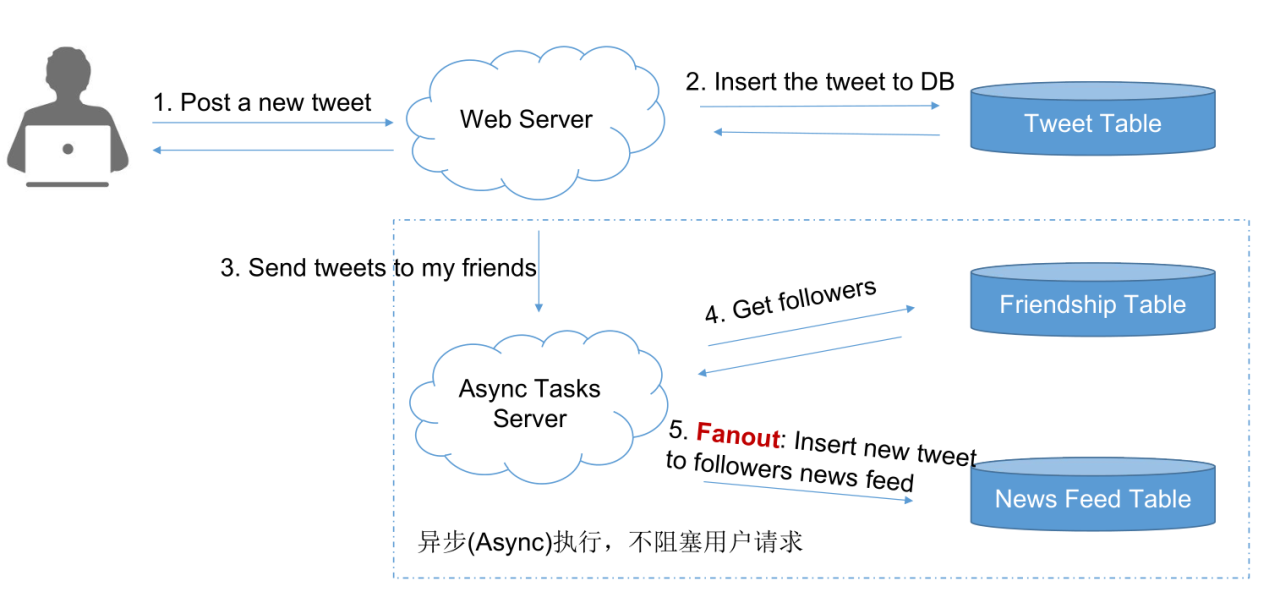 1. Post a new tweet
Web Server
2. Insert the tweet to DB
Tweet Table
3. Send tweets to my friends
4. Get followers
Friendship Table
Async Tasks
Server
5. Fanout: Insert new tweet
to followers news feed
News Feed Table
异步(Async)执行，不阻塞用户请求